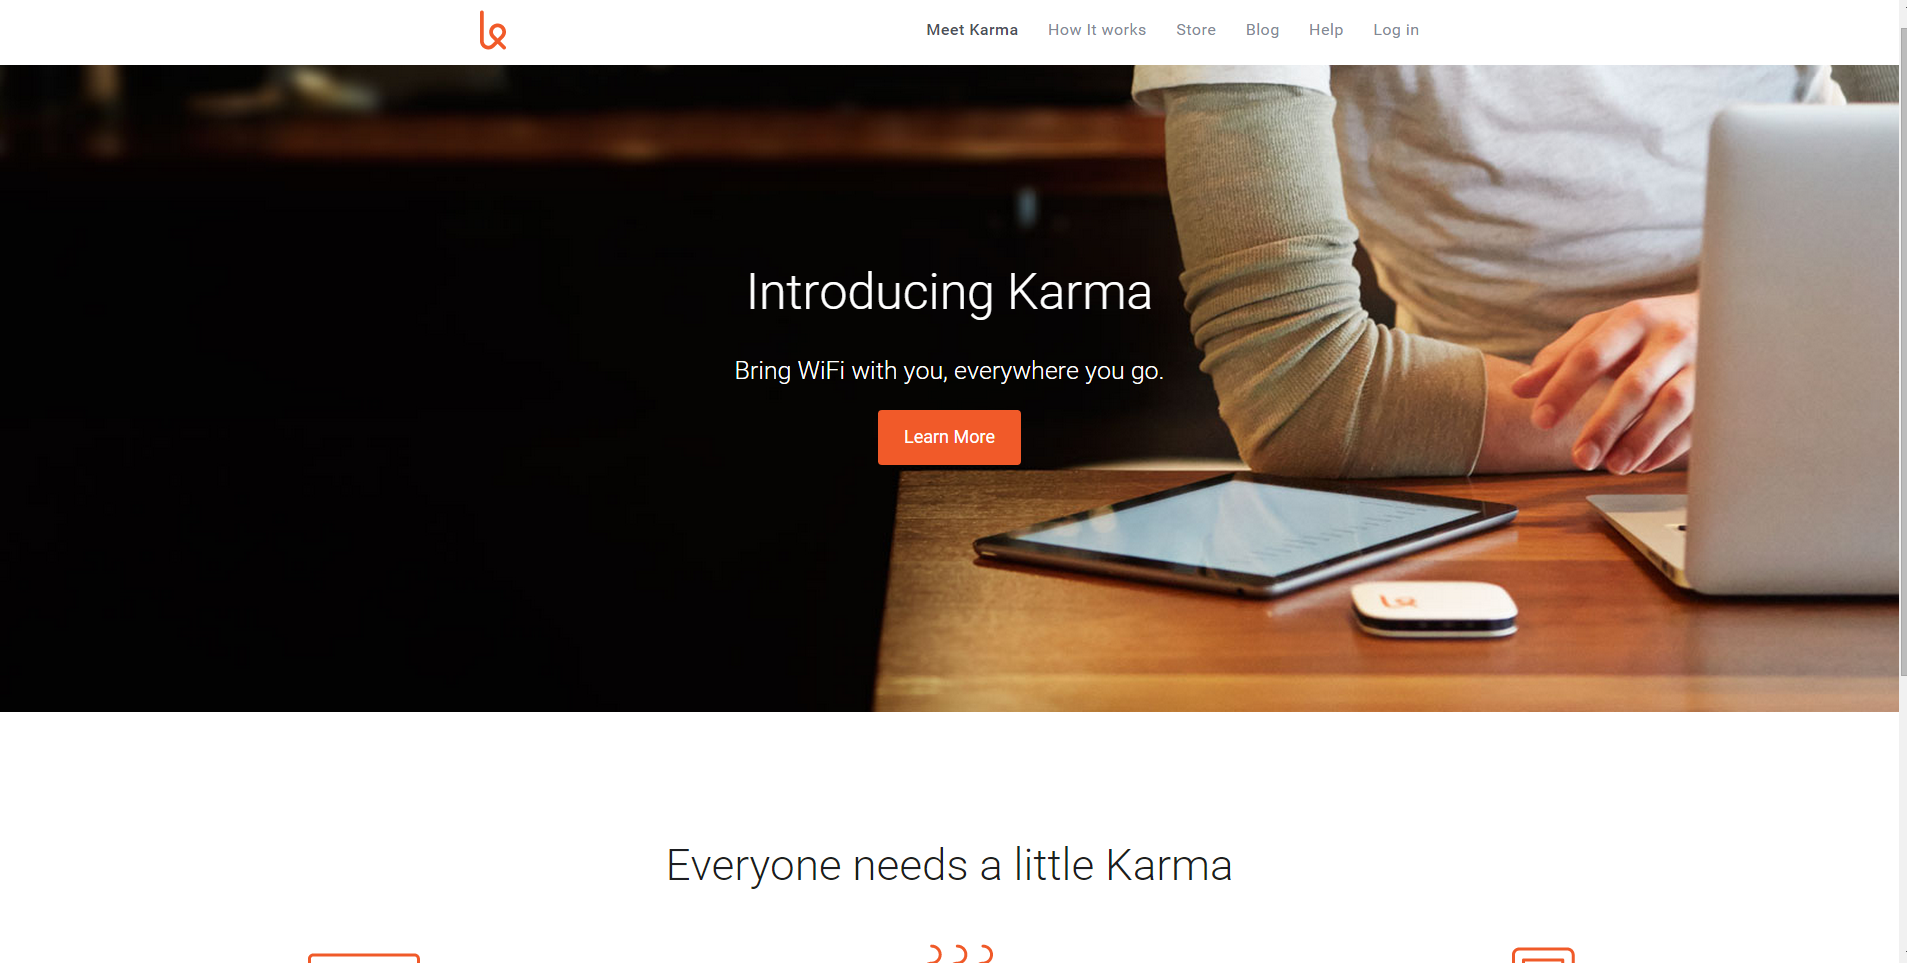 Meet Karma
How It works
Store
Blog
Help
Log in
Introducing Karma
Bring WiFi with you, everywhere you go.
Learn More
Everyone needs a little Karma